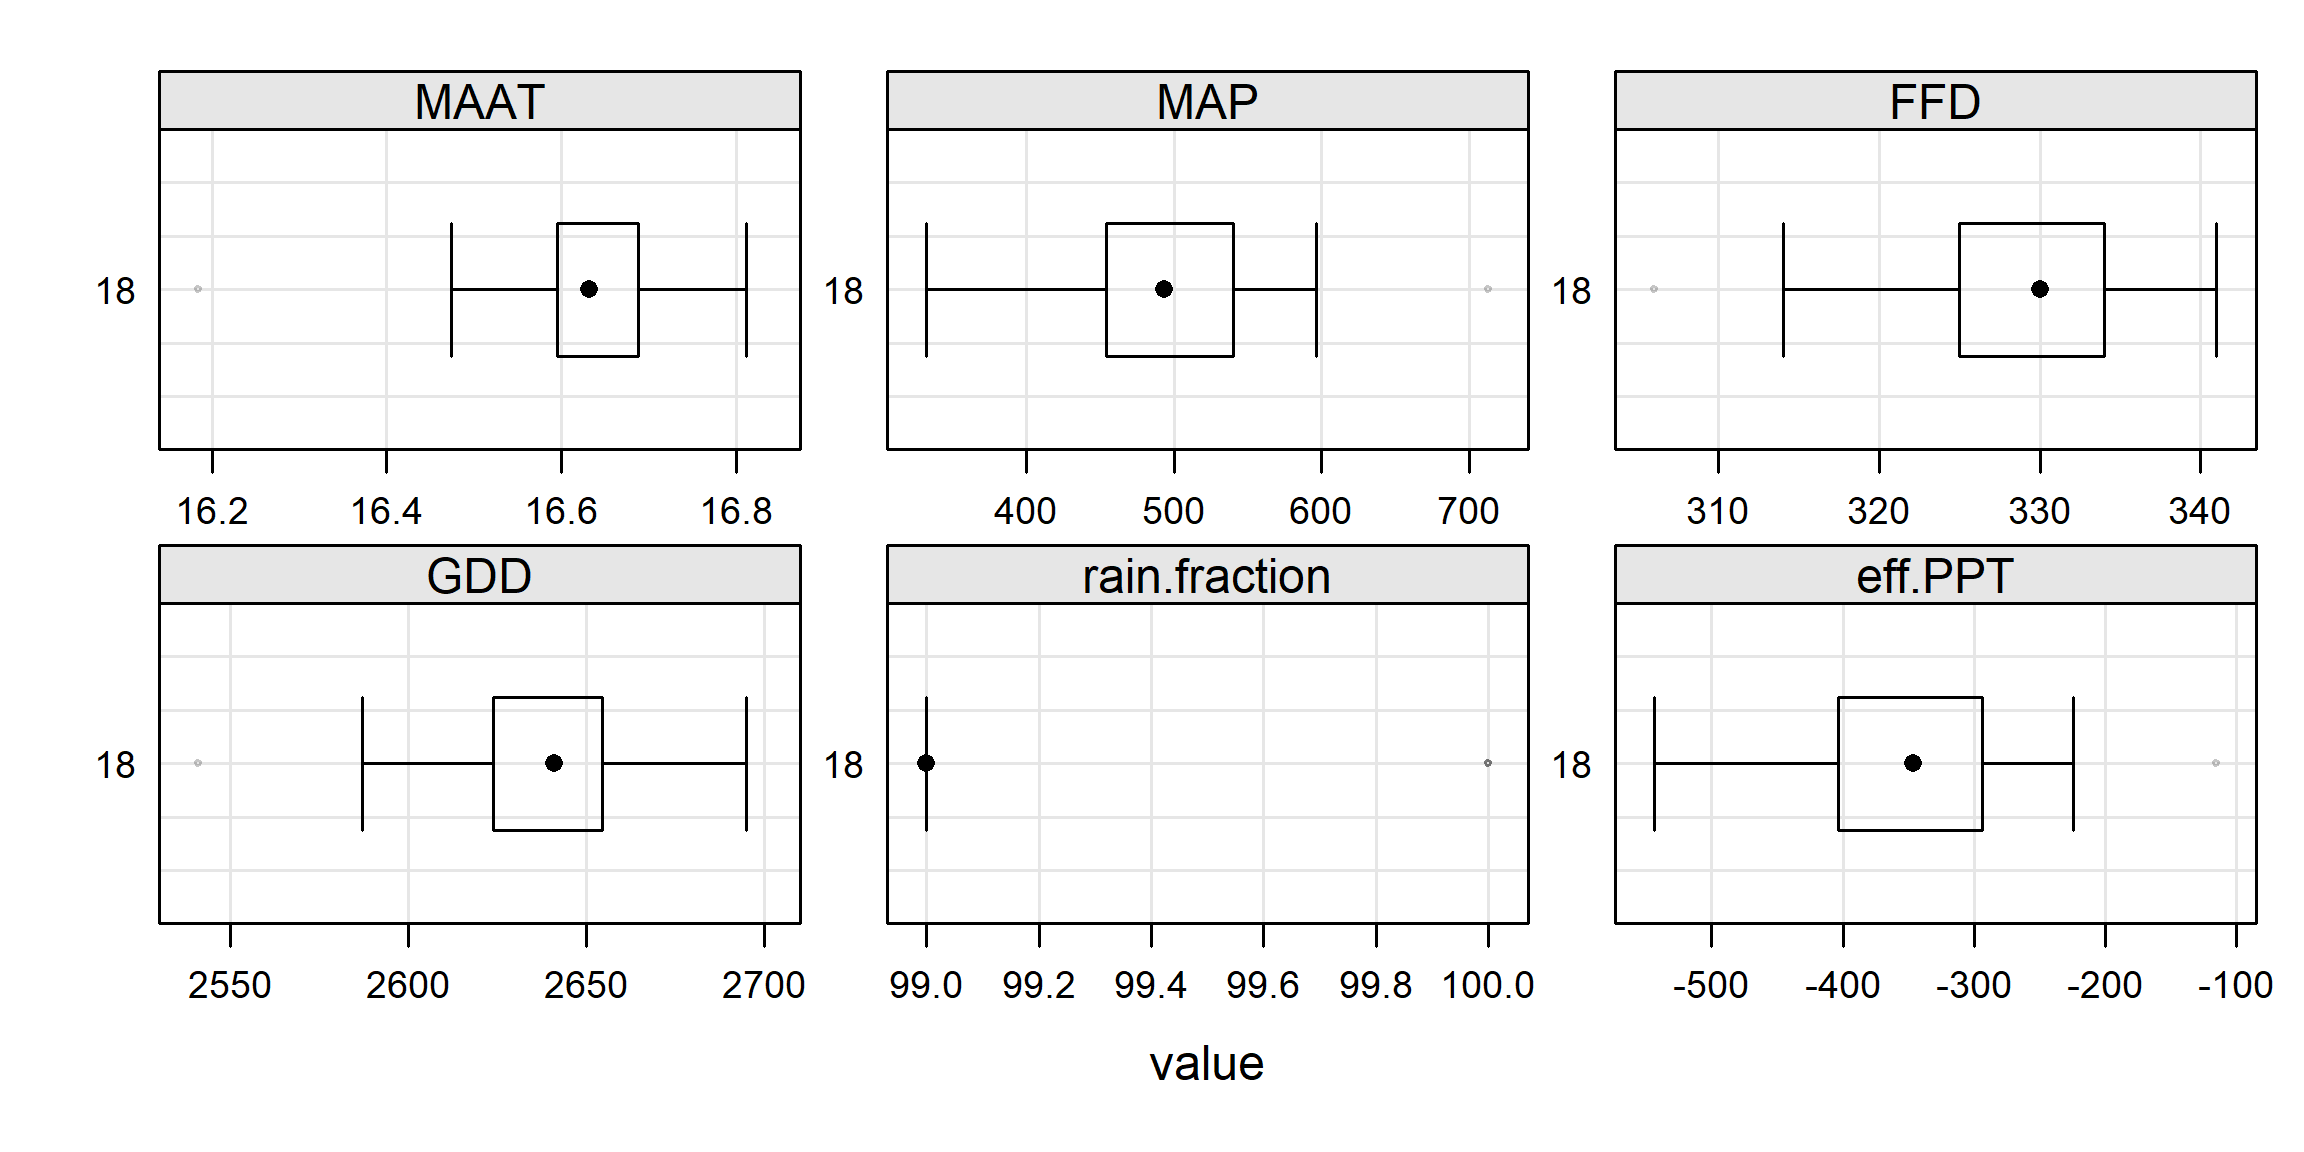 MAAT MAP FFD
18 18 18
16.2 16.4 16.6 16.8 400 500 600 700 310 320 330 340
GDD rain.fraction eff.PPT
18 18 18
2550 2600 2650 2700 99.0 99.2 99.4 99.6 99.8 100.0 -500 -400 -300 -200 -100
value